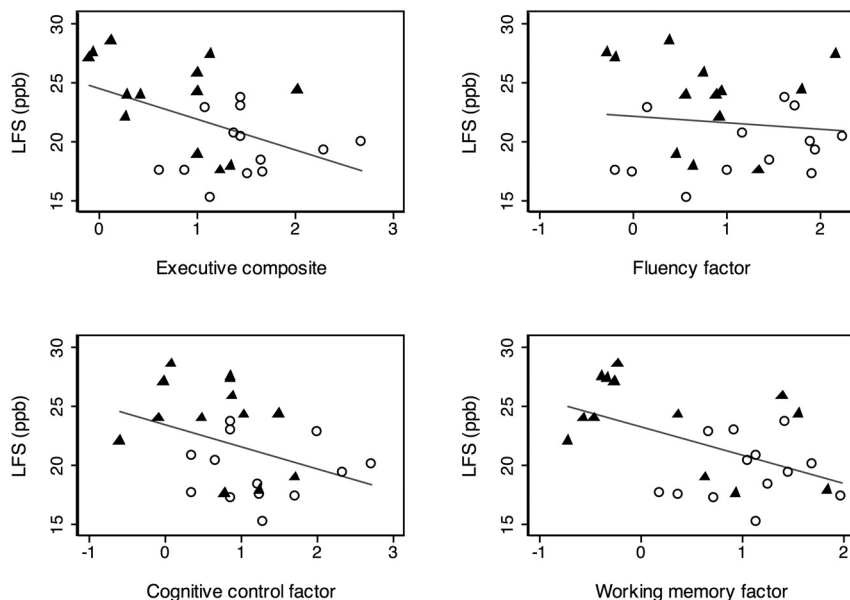 30
25
20
15
LFS (ppb)
0 1 2 3
Executive composite
30
25
20
15
LFS (ppb)
-1 0 1 2
Fluency factor
30
25
20
15
LFS (ppb)
-1 0 1 2 3
Cognitive control factor
30
25
20
15
LFS (ppb)
-1 0 1 2
Working memory factor